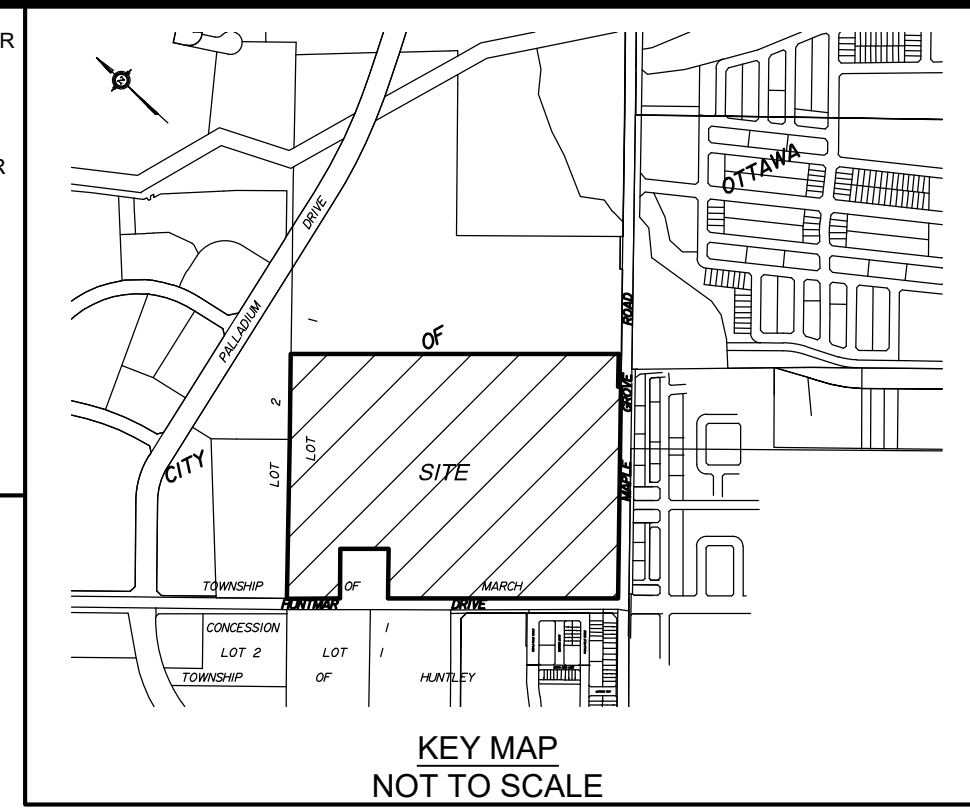 R
R
OTTAWA
DRIVE
PALLADIUM
ROAD
1
OF
GROVE
2
LOT
LOT
CITY
SITE
MAPLE
TOWNSHIP OF MARCH
HUNTMAR DRIVE
CONCESSION 1
LOT 2 LOT 1
TOWNSHIP OF HUNTLEY
KEY MAP
NOT TO SCALE